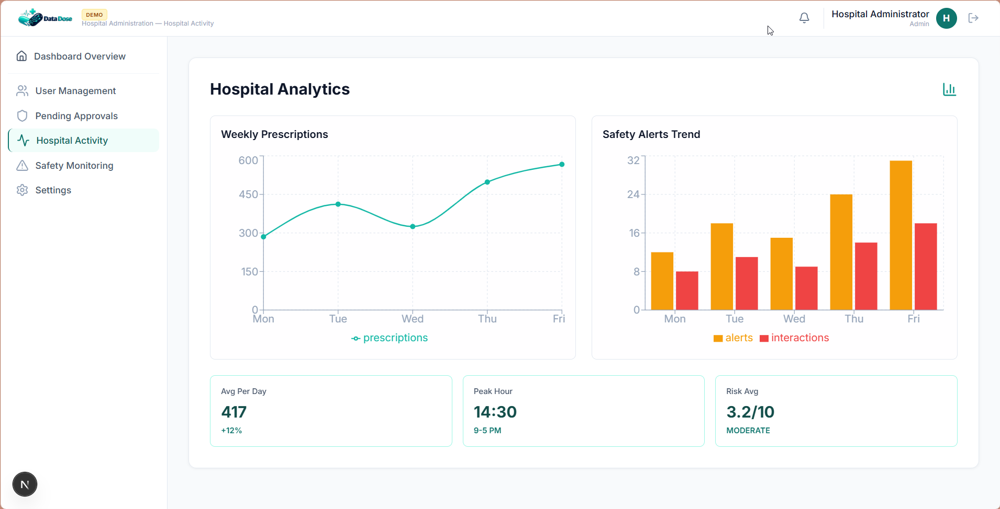 DataDose
DEMO
Hospital Administration — Hospital Activity
Hospital Administrator
Admin
H
Dashboard Overview
User Management
Pending Approvals
Hospital Activity
Safety Monitoring
Settings
N
Hospital Analytics
Weekly Prescriptions
600
450
300
150
0
Mon Tue Wed Thu Fri
prescriptions
Safety Alerts Trend
32
24
16
8
0
Mon Tue Wed Thu Fri
alerts interactions
Avg Per Day
417
+12%
Peak Hour
14:30
9-5 PM
Risk Avg
3.2/10
MODERATE